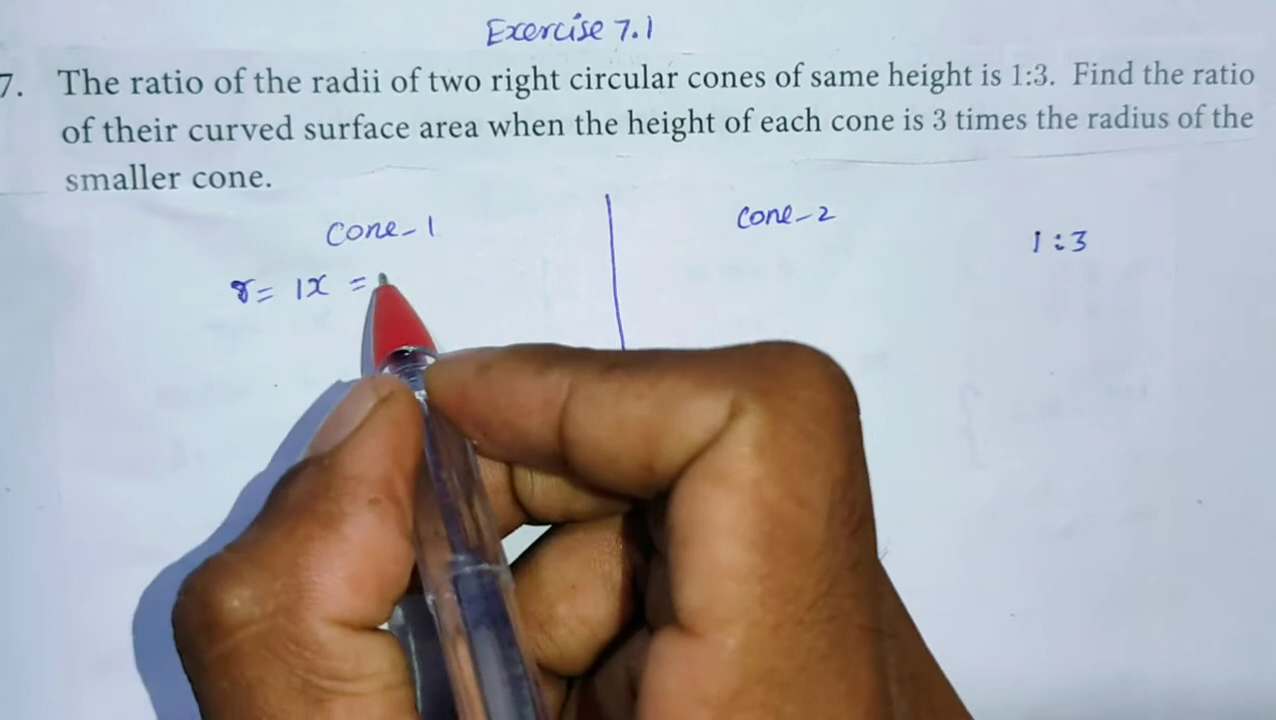 Exercise 7.1
7. The ratio of the radii of two right circular cones of same height is 1:3. Find the ratio
of their curved surface area when the height of each cone is 3 times the radius of the
smaller cone.
Cone-1
Cone-2
1:3
r= 1x =